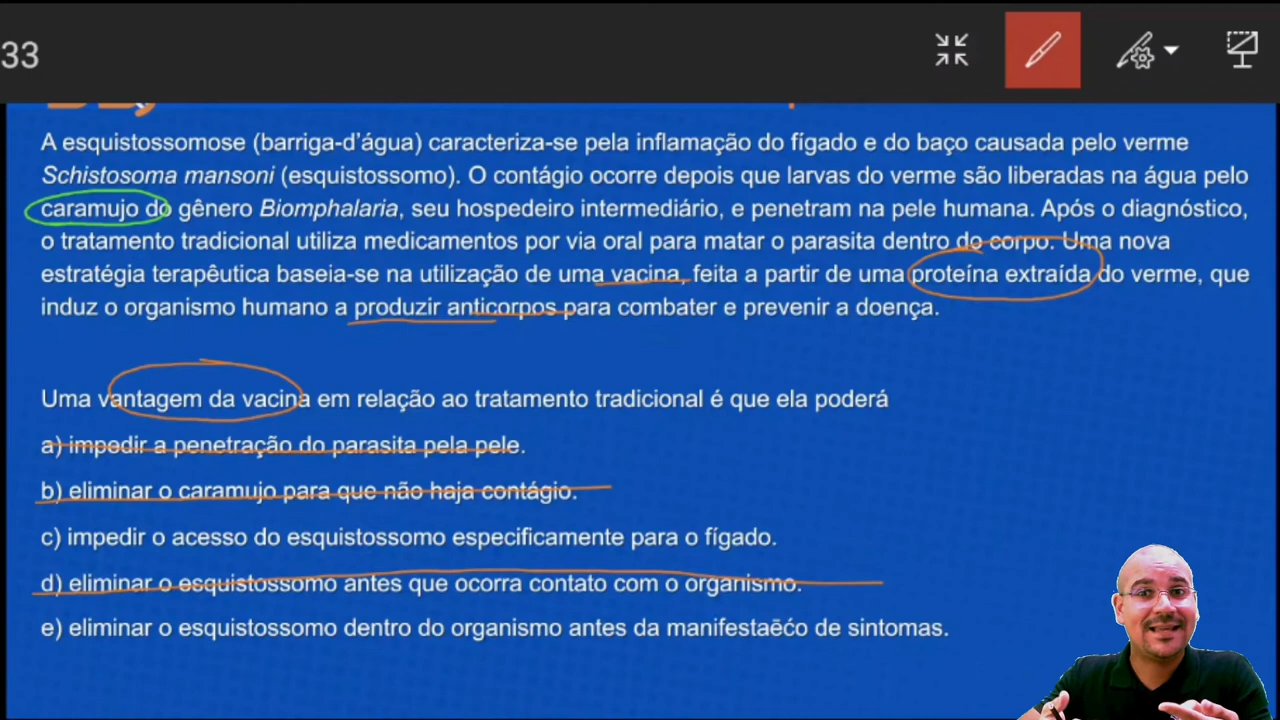 33
A esquistossomose (barriga-d’água) caracteriza-se pela inflamação do fígado e do baço causada pelo verme
Schistosoma mansoni (esquistossomo). O contágio ocorre depois que larvas do verme são liberadas na água pelo
caramujo do gênero Biomphalaria, seu hospedeiro intermediário, e penetram na pele humana. Após o diagnóstico,
o tratamento tradicional utiliza medicamentos por via oral para matar o parasita dentro do corpo. Uma nova
estratégia terapêutica baseia-se na utilização de uma vacina, feita a partir de uma proteína extraída do verme, que
induz o organismo humano a produzir anticorpos para combater e prevenir a doença.
Uma vantagem da vacina em relação ao tratamento tradicional é que ela poderá
a) impedir a penetração do parasita pela pele.
b) eliminar o caramujo para que não haja contágio.
c) impedir o acesso do esquistossomo especificamente para o fígado.
d) eliminar o esquistossomo antes que ocorra contato com o organismo.
e) eliminar o esquistossomo dentro do organismo antes da manifestaẽćo de sintomas.